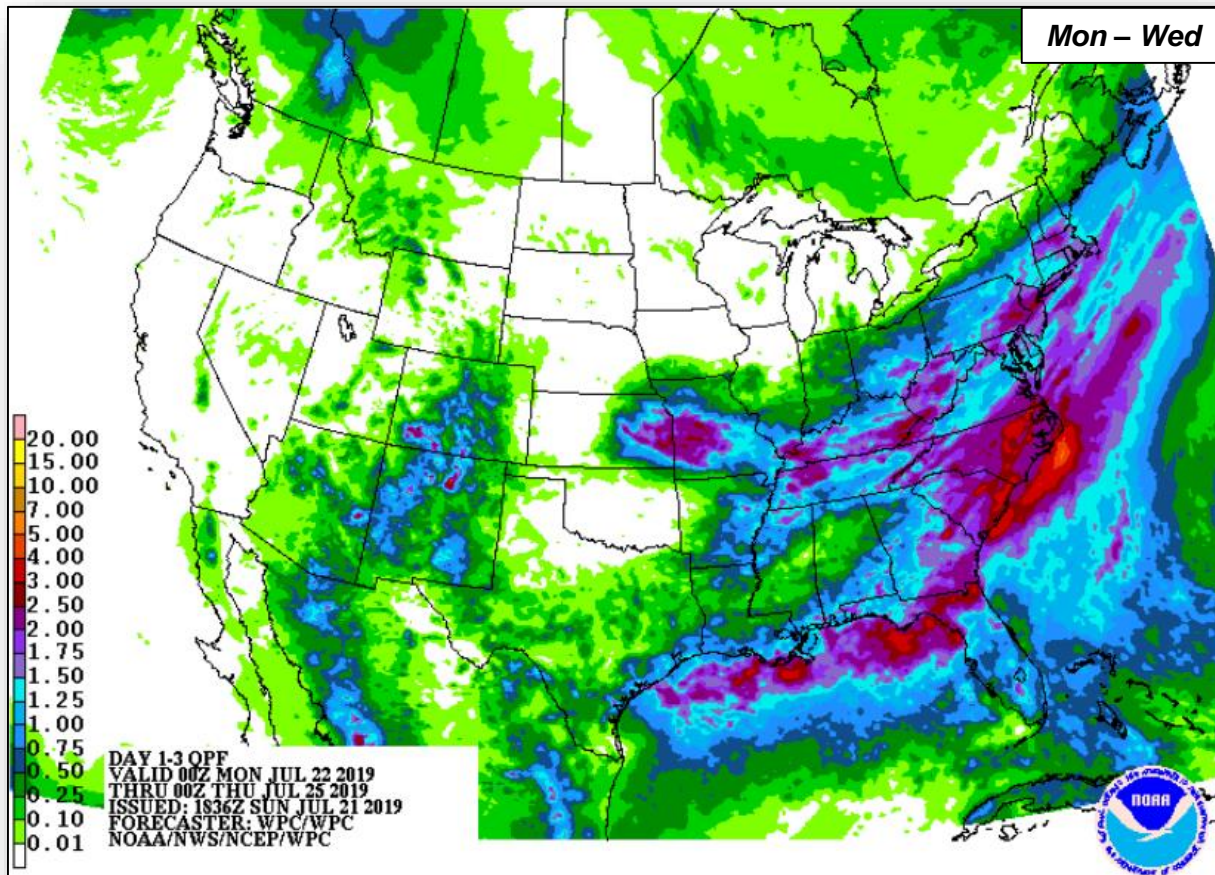 Mon – Wed
20.00
15.00
10.00
7.00
5.00
4.00
3.00
2.50
2.00
1.75
1.50
1.25
1.00
0.75
0.50
0.25
0.10
0.01
DAY 1-3 QPF
VALID 00Z MON JUL 22 2019
THRU 00Z THU JUL 25 2019
ISSUED: 1836Z SUN JUL 21 2019
FORECASTER: WPC/WPC
NOAA/NWS/NCEP/WPC
NOAA